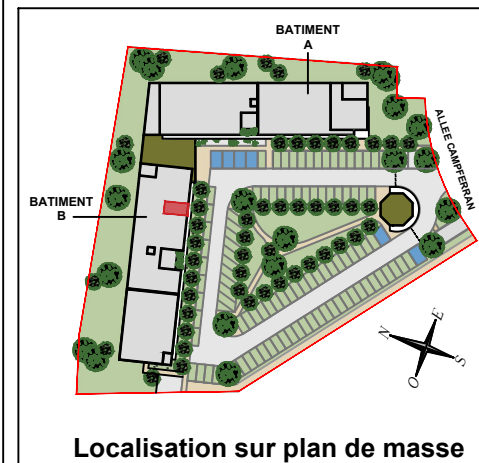 BATIMENT
A
ALLEE CAMPFERRAN
BATIMENT
B
N
E
O
S
Localisation sur plan de masse